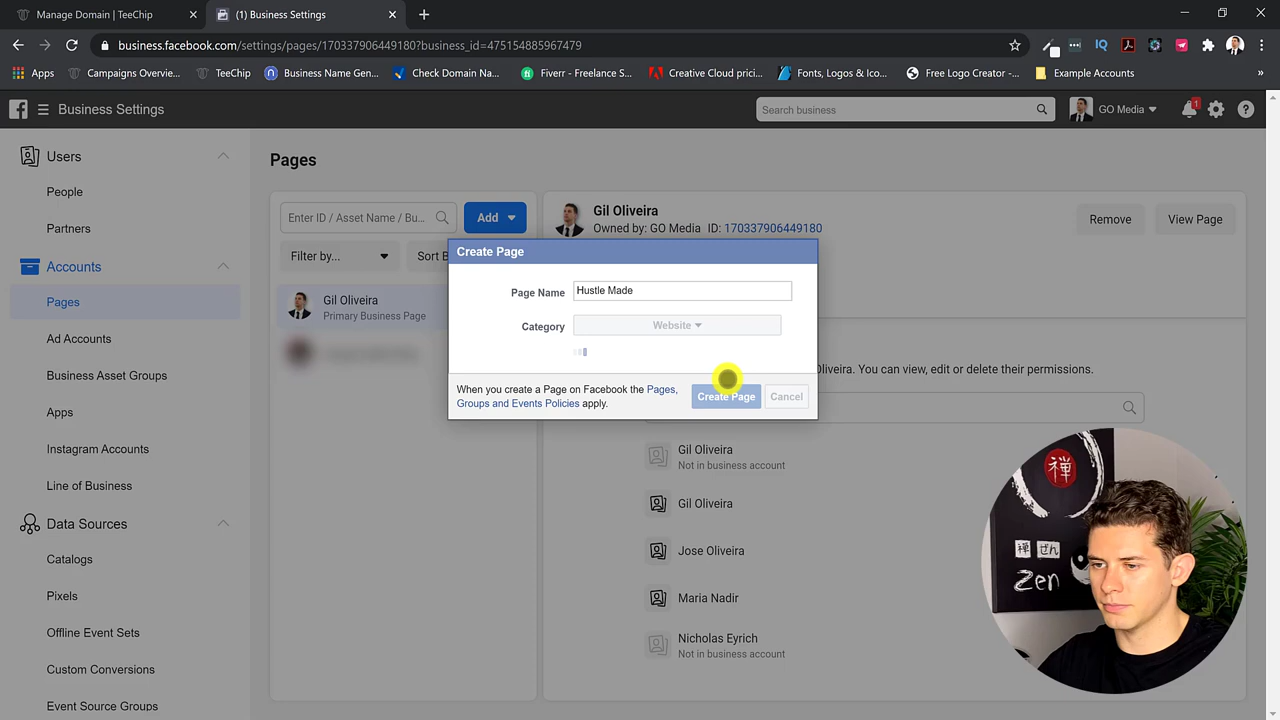 Manage Domain | TeeChip
(1) Business Settings
business.facebook.com/settings/pages/170337906449180?business_id=475154885967479
Apps
Campaigns Overvie...
TeeChip
Business Name Gen...
Check Domain Na...
Fiverr - Freelance S...
Creative Cloud prici...
Fonts, Logos & Ico...
Free Logo Creator -...
Example Accounts
»
Business Settings
Search business
GO Media
1
Users
People
Partners
Accounts
Pages
Ad Accounts
Business Asset Groups
Apps
Instagram Accounts
Line of Business
Data Sources
Catalogs
Pixels
Offline Event Sets
Custom Conversions
Event Source Groups
Pages
Enter ID / Asset Name / Bu...
Add
Filter by...
Sort B
Gil Oliveira
Primary Business Page
Gil Oliveira
Owned by: GO Media ID: 170337906449180
Remove
View Page
Create Page
Page Name
Hustle Made
Category
Website
When you create a Page on Facebook the Pages,
Groups and Events Policies apply.
Create Page
Cancel
Oliveira. You can view, edit or delete their permissions.
Gil Oliveira
Not in business account
Gil Oliveira
Jose Oliveira
Maria Nadir
Nicholas Eyrich
Not in business account
禅
禅 ぜん
Zen